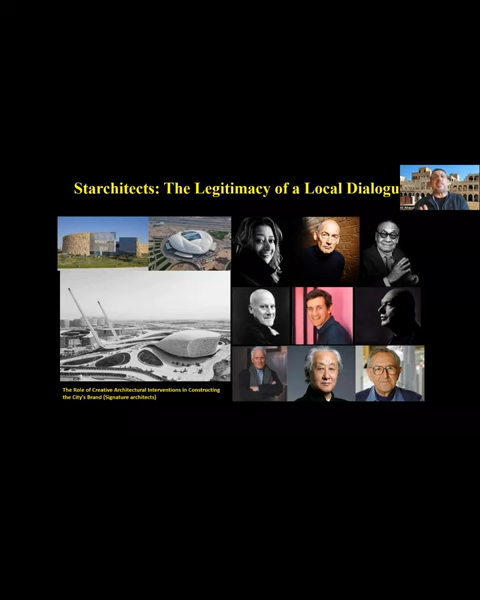 Starchitects: The Legitimacy of a Local Dialogu
The Role of Creative Architectural Interventions in Constructing
the City's Brand (Signature architects)